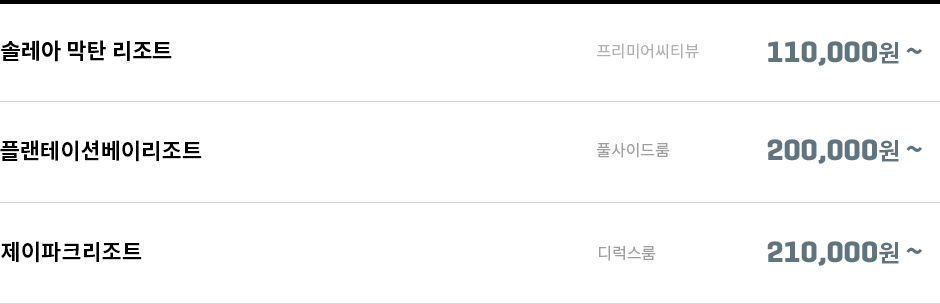 솔레아 막탄 리조트 프리미어씨티뷰 110,000원 ~
플랜테이션베이리조트 풀사이드룸 200,000원 ~
제이파크리조트 디럭스룸 210,000원 ~